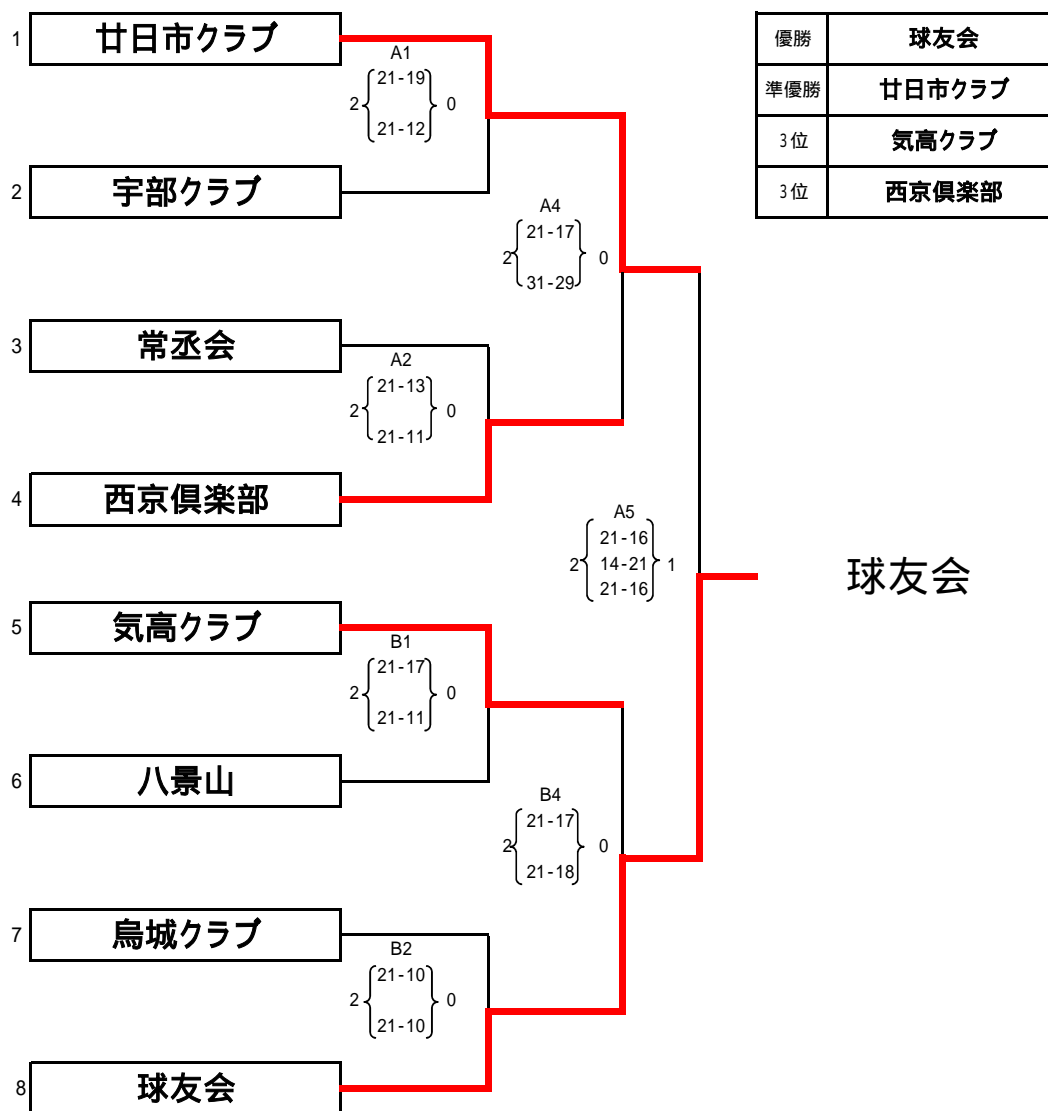 1 廿日市クラブ
A1
21-19
2 0
21-12
2 宇部クラブ
A4
21-17
2 0
31-29
3 常丞会
A2
21-13
2 0
21-11
4 西京倶楽部
A5
21-16
2 14-21 1
21-16
球友会
5 気高クラブ
B1
21-17
2 0
21-11
6 八景山
B4
21-17
2 0
21-18
7 烏城クラブ
B2
21-10
2 0
21-10
8 球友会
優勝 球友会
準優勝 廿日市クラブ
3位 気高クラブ
3位 西京倶楽部